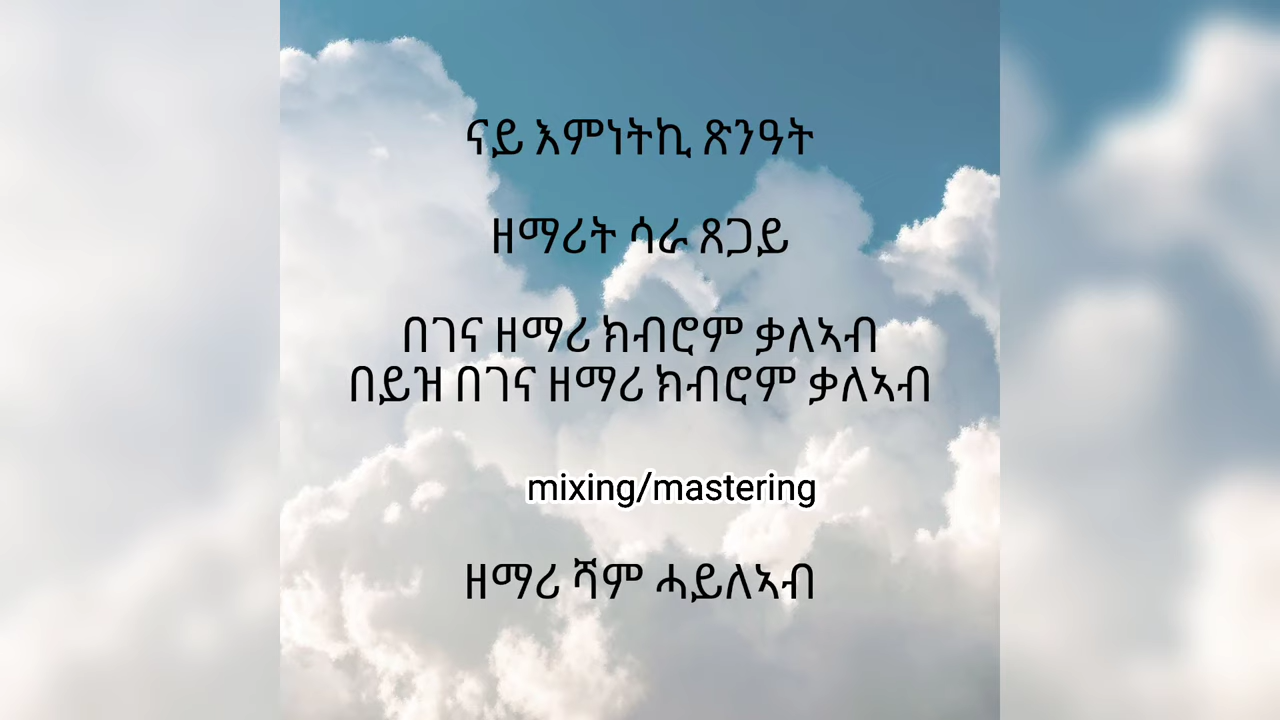 ናይ እምነትኪ ጽንዓት
ዘማሪት ሳራ ጸጋይ
በገና ዘማሪ ክብሮም ቃለኣብ
በይዝ በገና ዘማሪ ክብሮም ቃለኣብ
mixing/mastering
ዘማሪ ሻም ሓይለኣብ